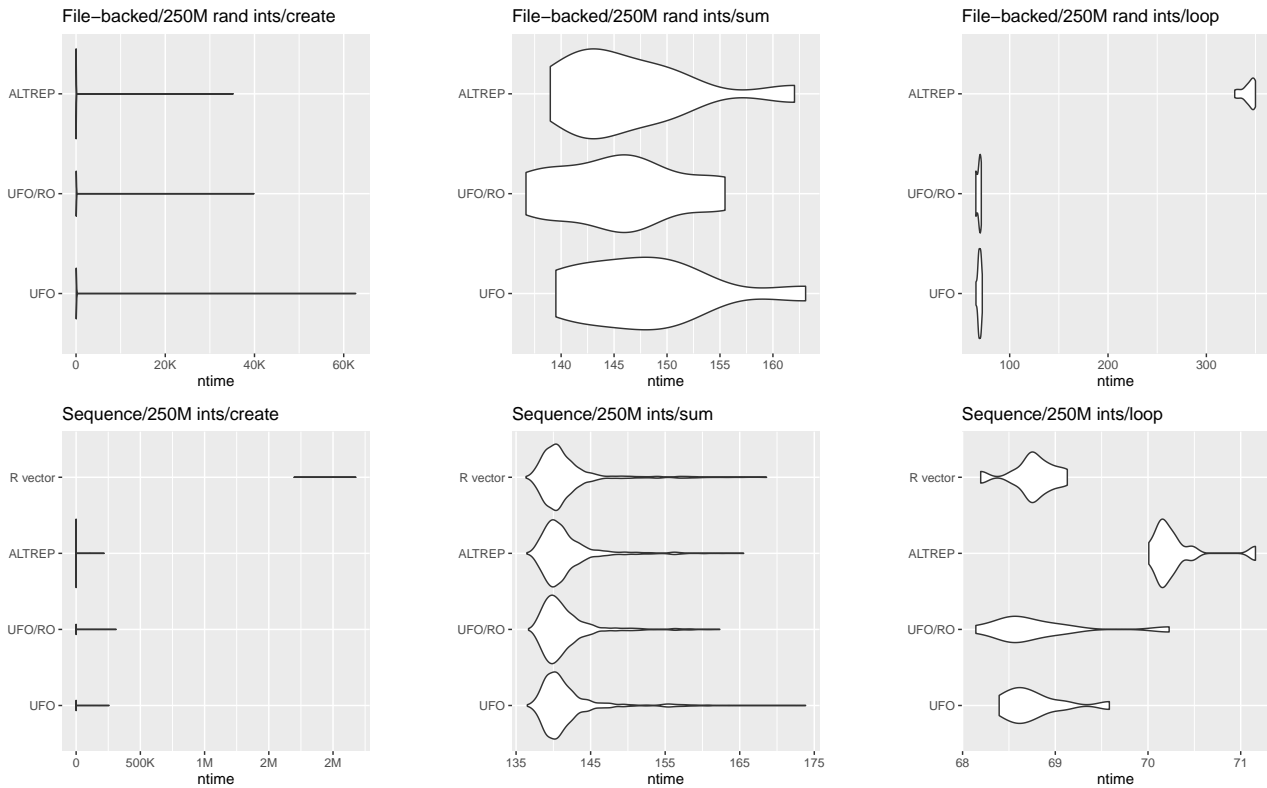 File−backed/250M rand ints/create
ALTREP
UFO/RO
UFO
0 20K 40K 60K
ntime
File−backed/250M rand ints/sum
ALTREP
UFO/RO
UFO
140 145 150 155 160
ntime
File−backed/250M rand ints/loop
ALTREP
UFO/RO
UFO
100 200 300
ntime
Sequence/250M ints/create
R vector
ALTREP
UFO/RO
UFO
0 500K 1M 2M 2M
ntime
Sequence/250M ints/sum
R vector
ALTREP
UFO/RO
UFO
135 145 155 165 175
ntime
Sequence/250M ints/loop
R vector
ALTREP
UFO/RO
UFO
68 69 70 71
ntime